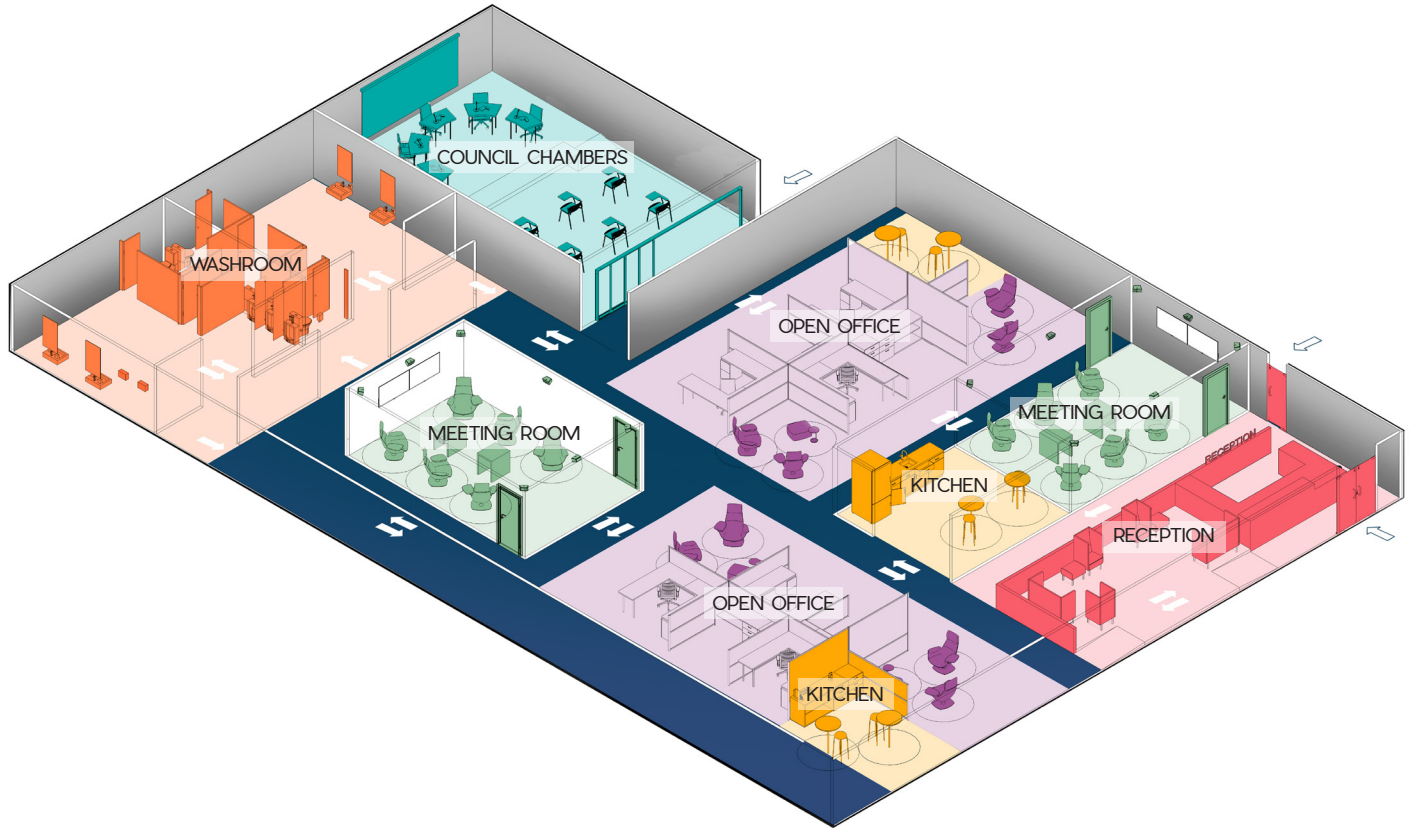 COUNCIL CHAMBERS
WASHROOM
OPEN OFFICE
MEETING ROOM
MEETING ROOM
RECEPTION
KITCHEN
RECEPTION
OPEN OFFICE
KITCHEN